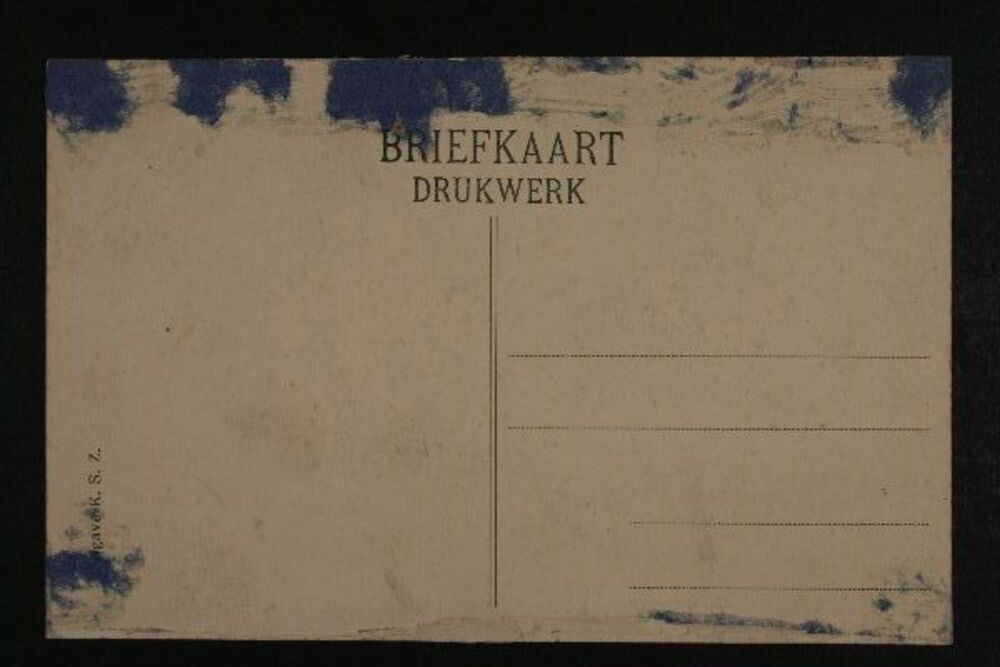 BRIEFKAART
DRUKWERK
K. S. Z.